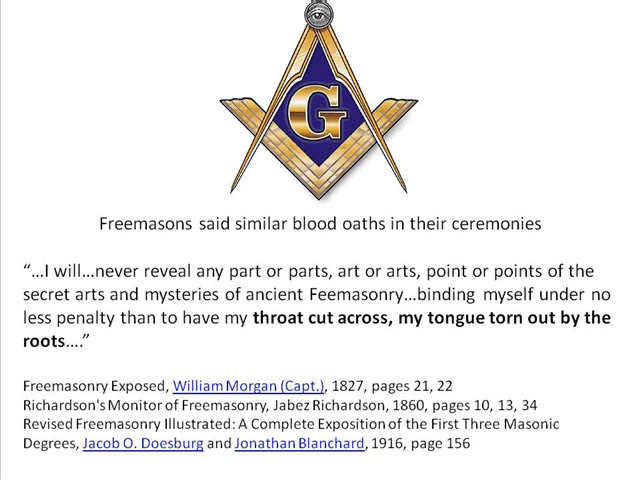 G
Freemasons said similar blood oaths in their ceremonies
“…I will…never reveal any part or parts, art or arts, point or points of the
secret arts and mysteries of ancient Feemasonry…binding myself under no
less penalty than to have my throat cut across, my tongue torn out by the
roots….”
Freemasonry Exposed, William Morgan (Capt.), 1827, pages 21, 22
Richardson's Monitor of Freemasonry, Jabez Richardson, 1860, pages 10, 13, 34
Revised Freemasonry Illustrated: A Complete Exposition of the First Three Masonic
Degrees, Jacob O. Doesburg and Jonathan Blanchard, 1916, page 156